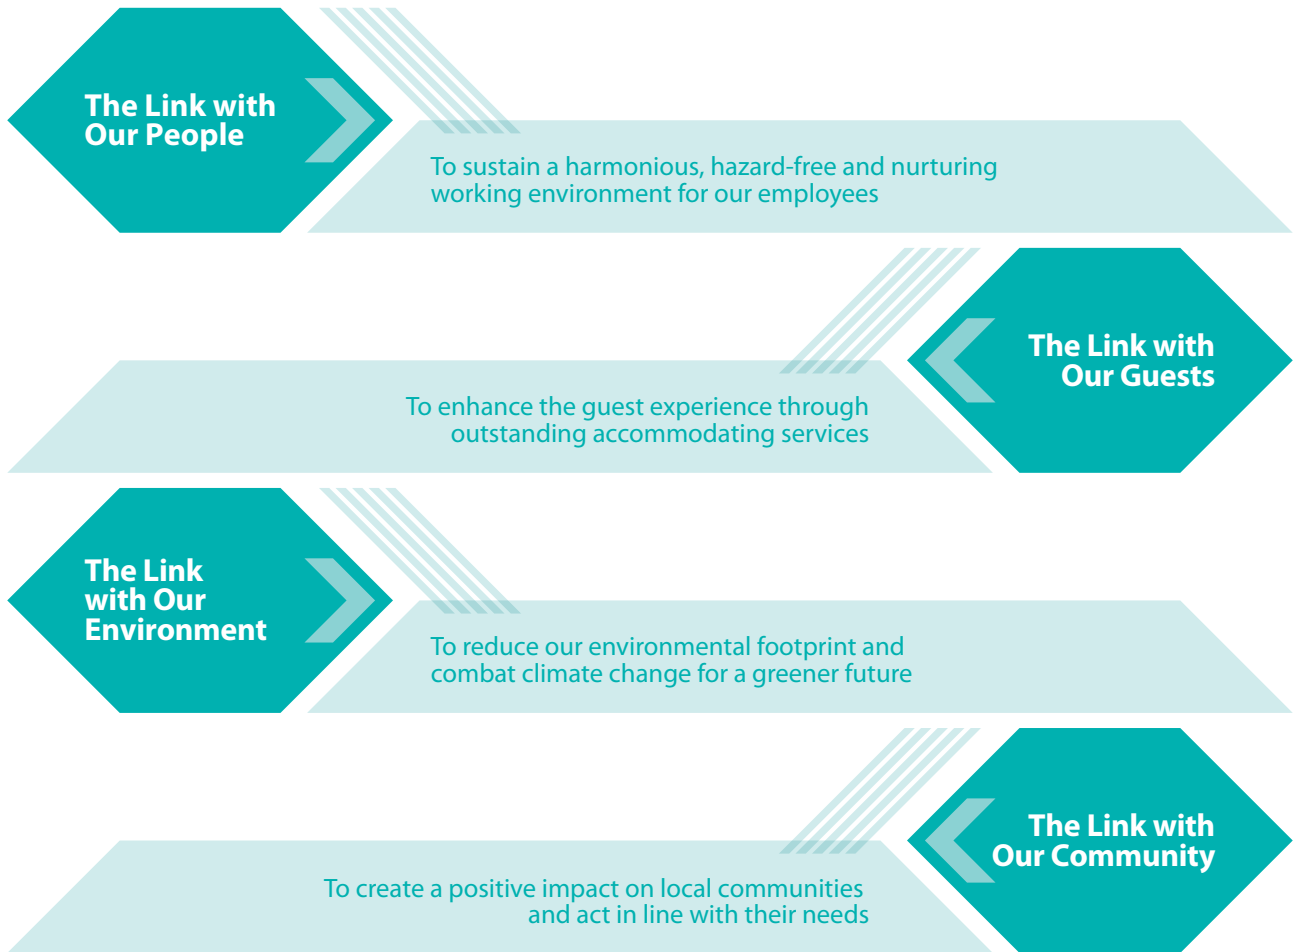 The Link with
Our People
To sustain a harmonious, hazard-free and nurturing
working environment for our employees
The Link with
Our Guests
To enhance the guest experience through
outstanding accommodating services
The Link
with Our
Environment
To reduce our environmental footprint and
combat climate change for a greener future
The Link with
Our Community
To create a positive impact on local communities
and act in line with their needs